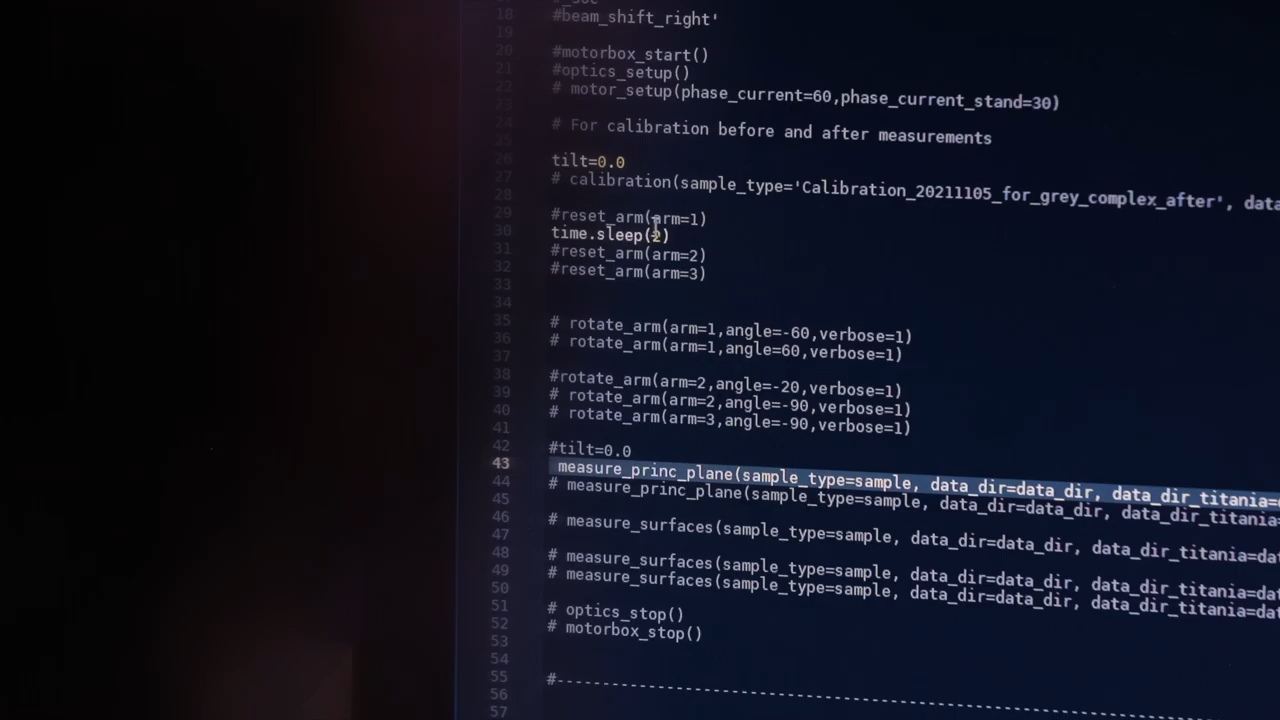 18 #beam_shift_right'
19
20 #motorbox_start()
21 #optics_setup()
22 # motor_setup(phase_current=60,phase_current_stand=30)
23
24 # For calibration before and after measurements
25
26 tilt=0.0
27 # calibration(sample_type='Calibration_20211105_for_grey_complex_after', data
28
29 #reset_arm(arm=1)
30 time.sleep(2)
31 #reset_arm(arm=2)
32 #reset_arm(arm=3)
33
34
35 # rotate_arm(arm=1,angle=-60,verbose=1)
36 # rotate_arm(arm=1,angle=60,verbose=1)
37
38 #rotate_arm(arm=2,angle=-20,verbose=1)
39 # rotate_arm(arm=2,angle=-90,verbose=1)
40 # rotate_arm(arm=3,angle=-90,verbose=1)
41
42 #tilt=0.0
43 measure_princ_plane(sample_type=sample, data_dir=data_dir, data_dir_titania=
44 # measure_princ_plane(sample_type=sample, data_dir=data_dir, data_dir_titania=
45
46 # measure_surfaces(sample_type=sample, data_dir=data_dir, data_dir_titania=dat
47
48 # measure_surfaces(sample_type=sample, data_dir=data_dir, data_dir_titania=dat
49 # measure_surfaces(sample_type=sample, data_dir=data_dir, data_dir_titania=dat
50
51 # optics_stop()
52 # motorbox_stop()
53
54
55 #--------------------------------------------------------------------------------
56
57